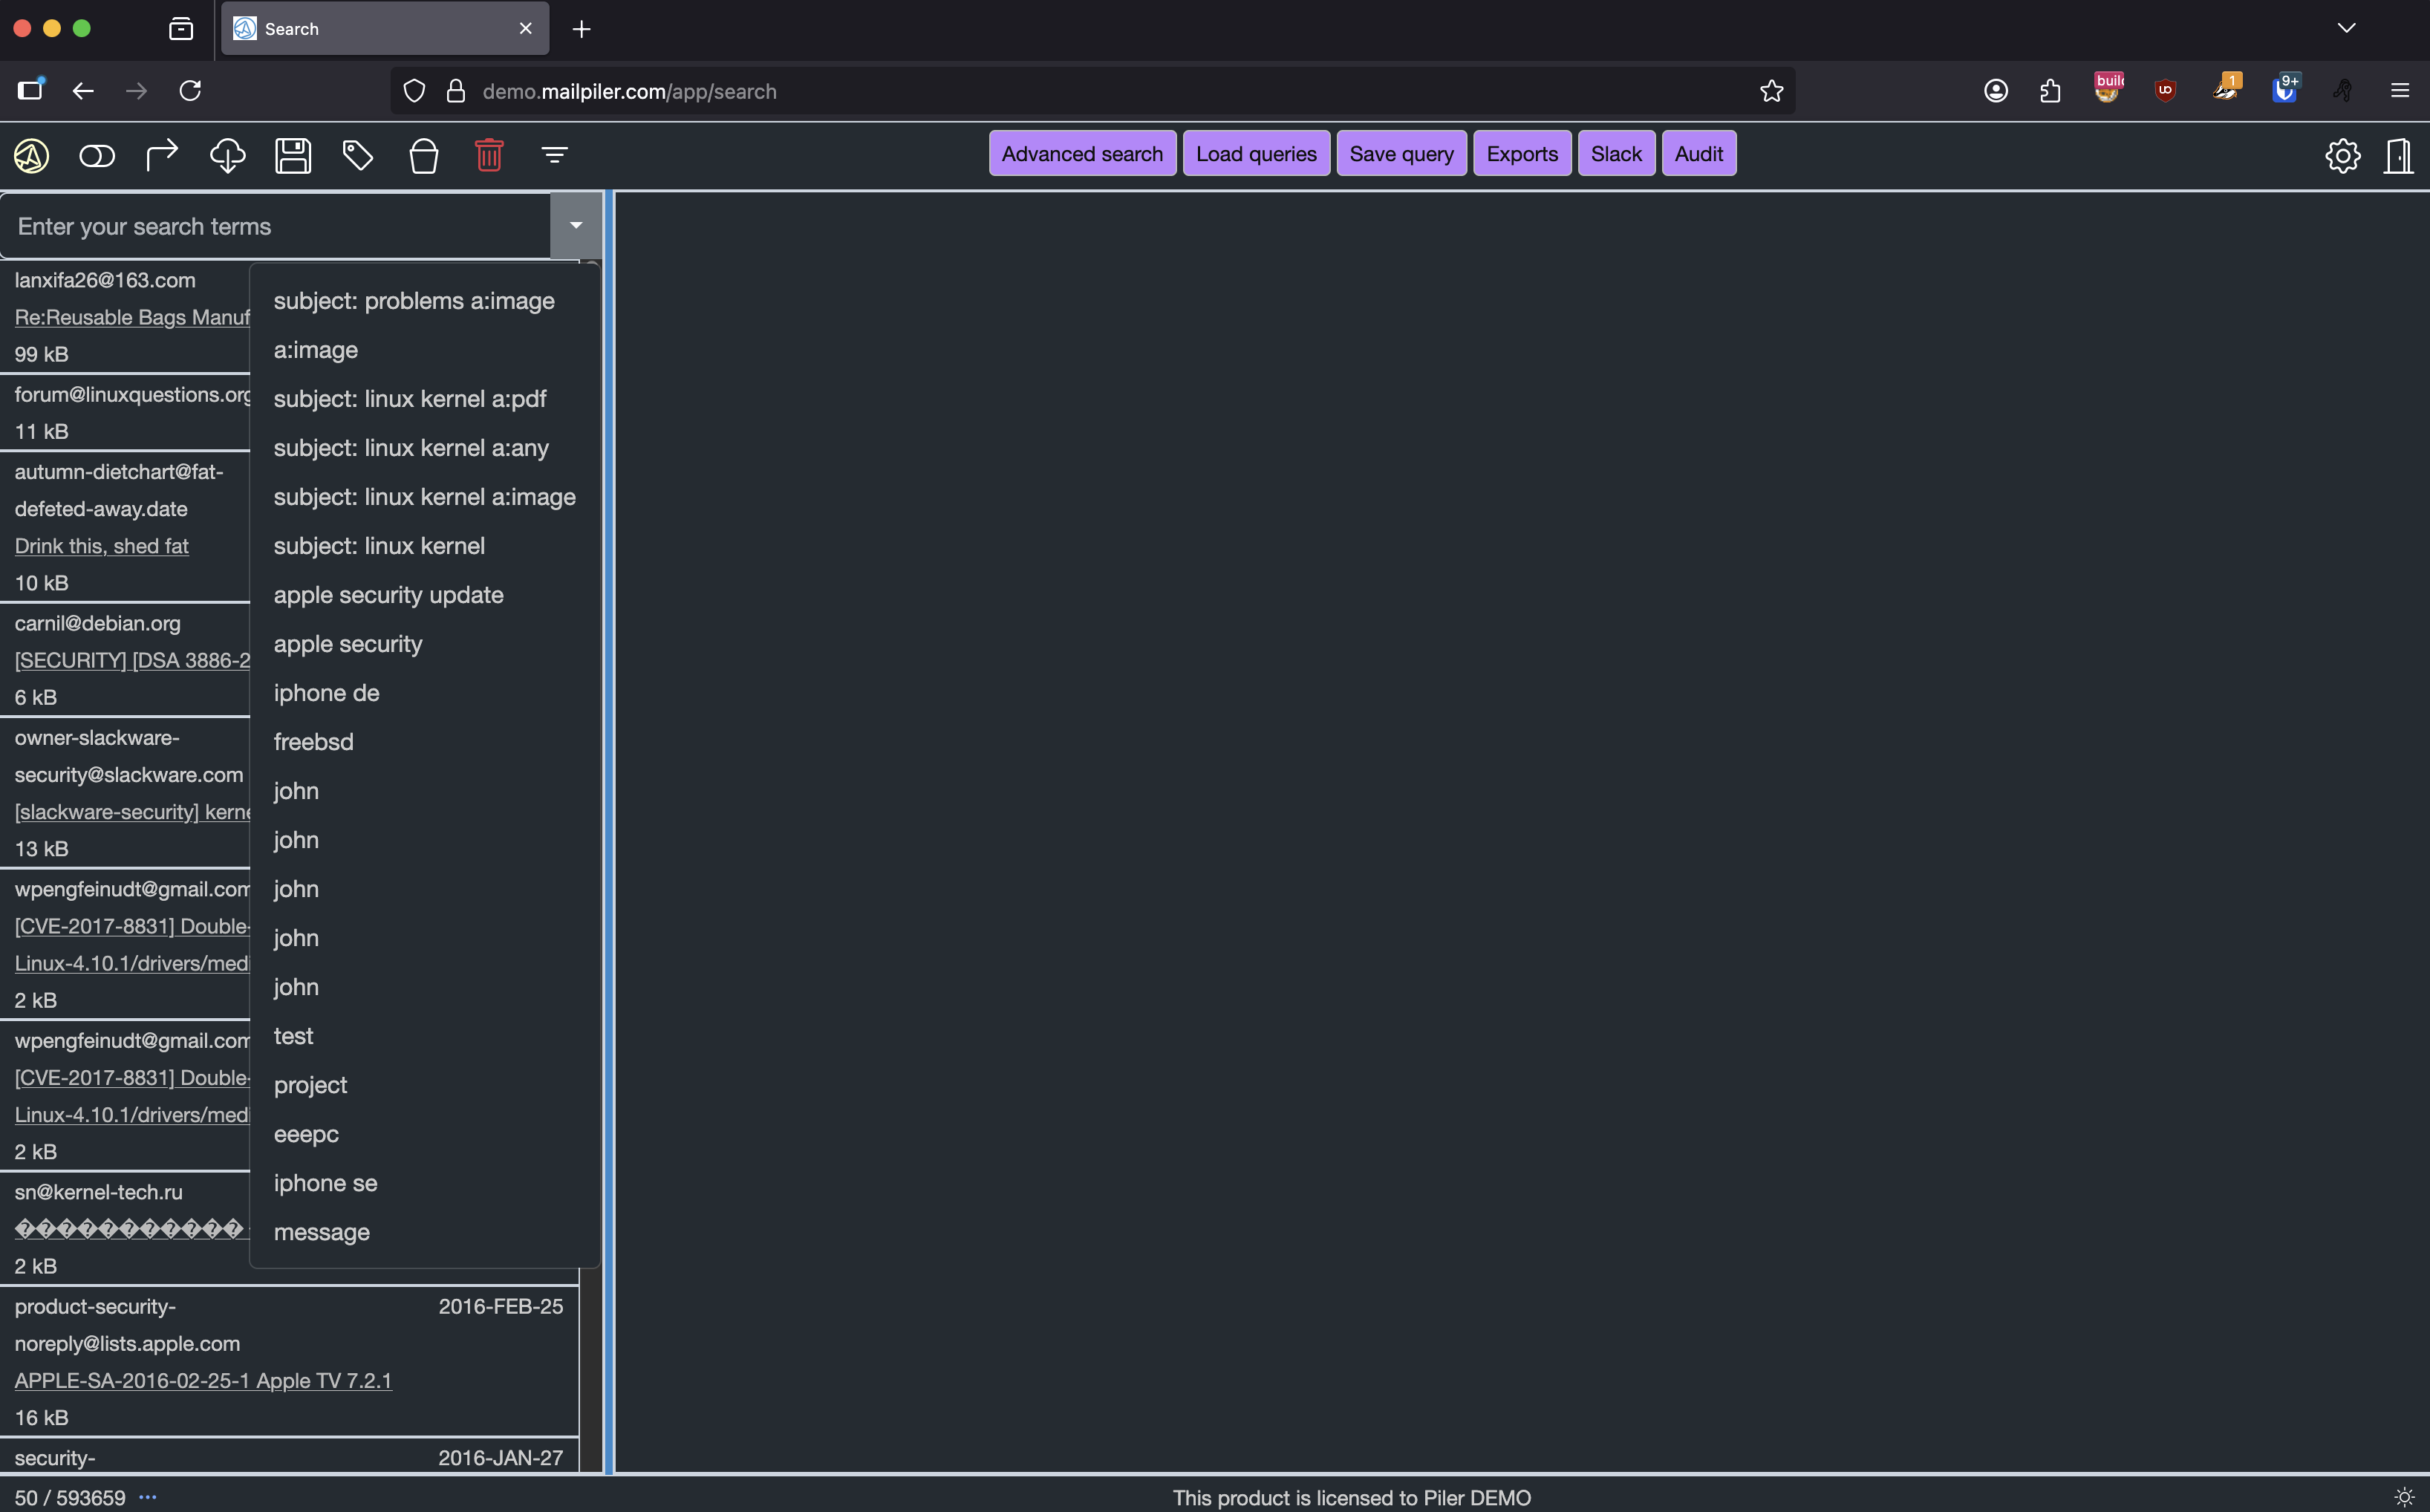 Search
demo.mailpiler.com/app/search
build
1
9+
Advanced search
Load queries
Save query
Exports
Slack
Audit
Enter your search terms
lanxifa26@163.com
Re:Reusable Bags Manuf
99 kB
forum@linuxquestions.org
11 kB
autumn-dietchart@fat-
defeted-away.date
Drink this, shed fat
10 kB
carnil@debian.org
[SECURITY] [DSA 3886-2
6 kB
owner-slackware-
security@slackware.com
[slackware-security] kerne
13 kB
wpengfeinudt@gmail.com
[CVE-2017-8831] Double-
Linux-4.10.1/drivers/medi
2 kB
wpengfeinudt@gmail.com
[CVE-2017-8831] Double-
Linux-4.10.1/drivers/medi
2 kB
sn@kernel-tech.ru
�����������
2 kB
product-security-
noreply@lists.apple.com
2016-FEB-25
APPLE-SA-2016-02-25-1 Apple TV 7.2.1
16 kB
security-
2016-JAN-27
subject: problems a:image
a:image
subject: linux kernel a:pdf
subject: linux kernel a:any
subject: linux kernel a:image
subject: linux kernel
apple security update
apple security
iphone de
freebsd
john
john
john
john
john
test
project
eeepc
iphone se
message
50 / 593659 ...
This product is licensed to Piler DEMO